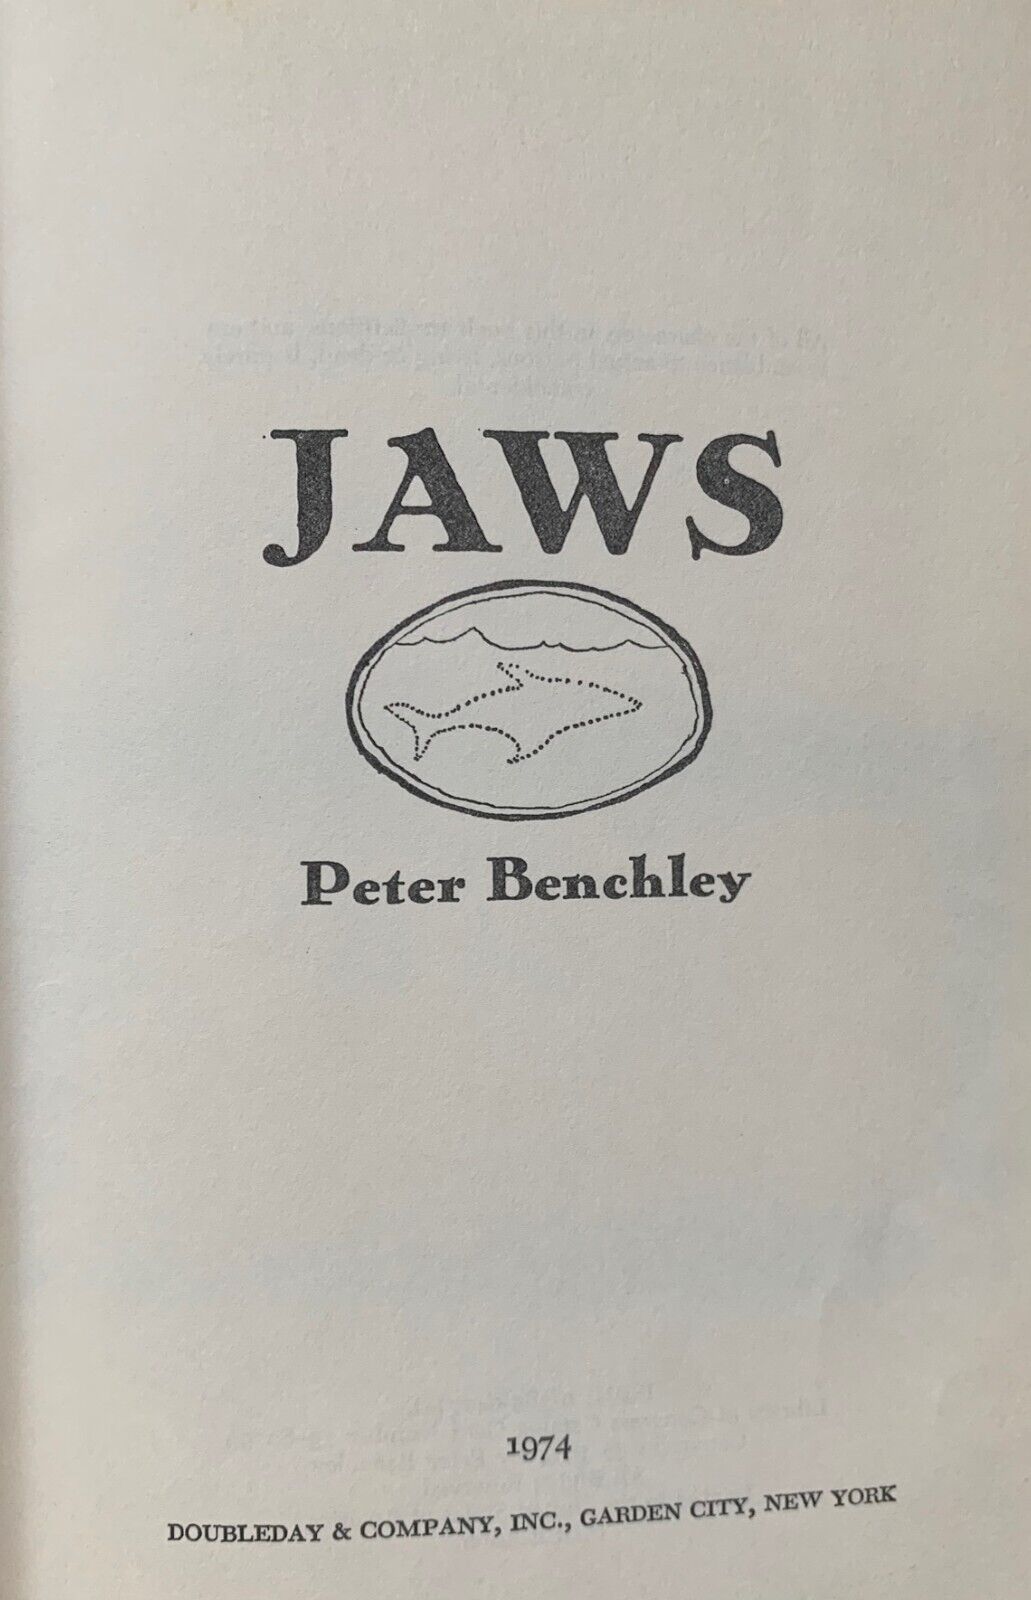 JAWS
Peter Benchley
1974
DOUBLEDAY & COMPANY, INC., GARDEN CITY, NEW YORK